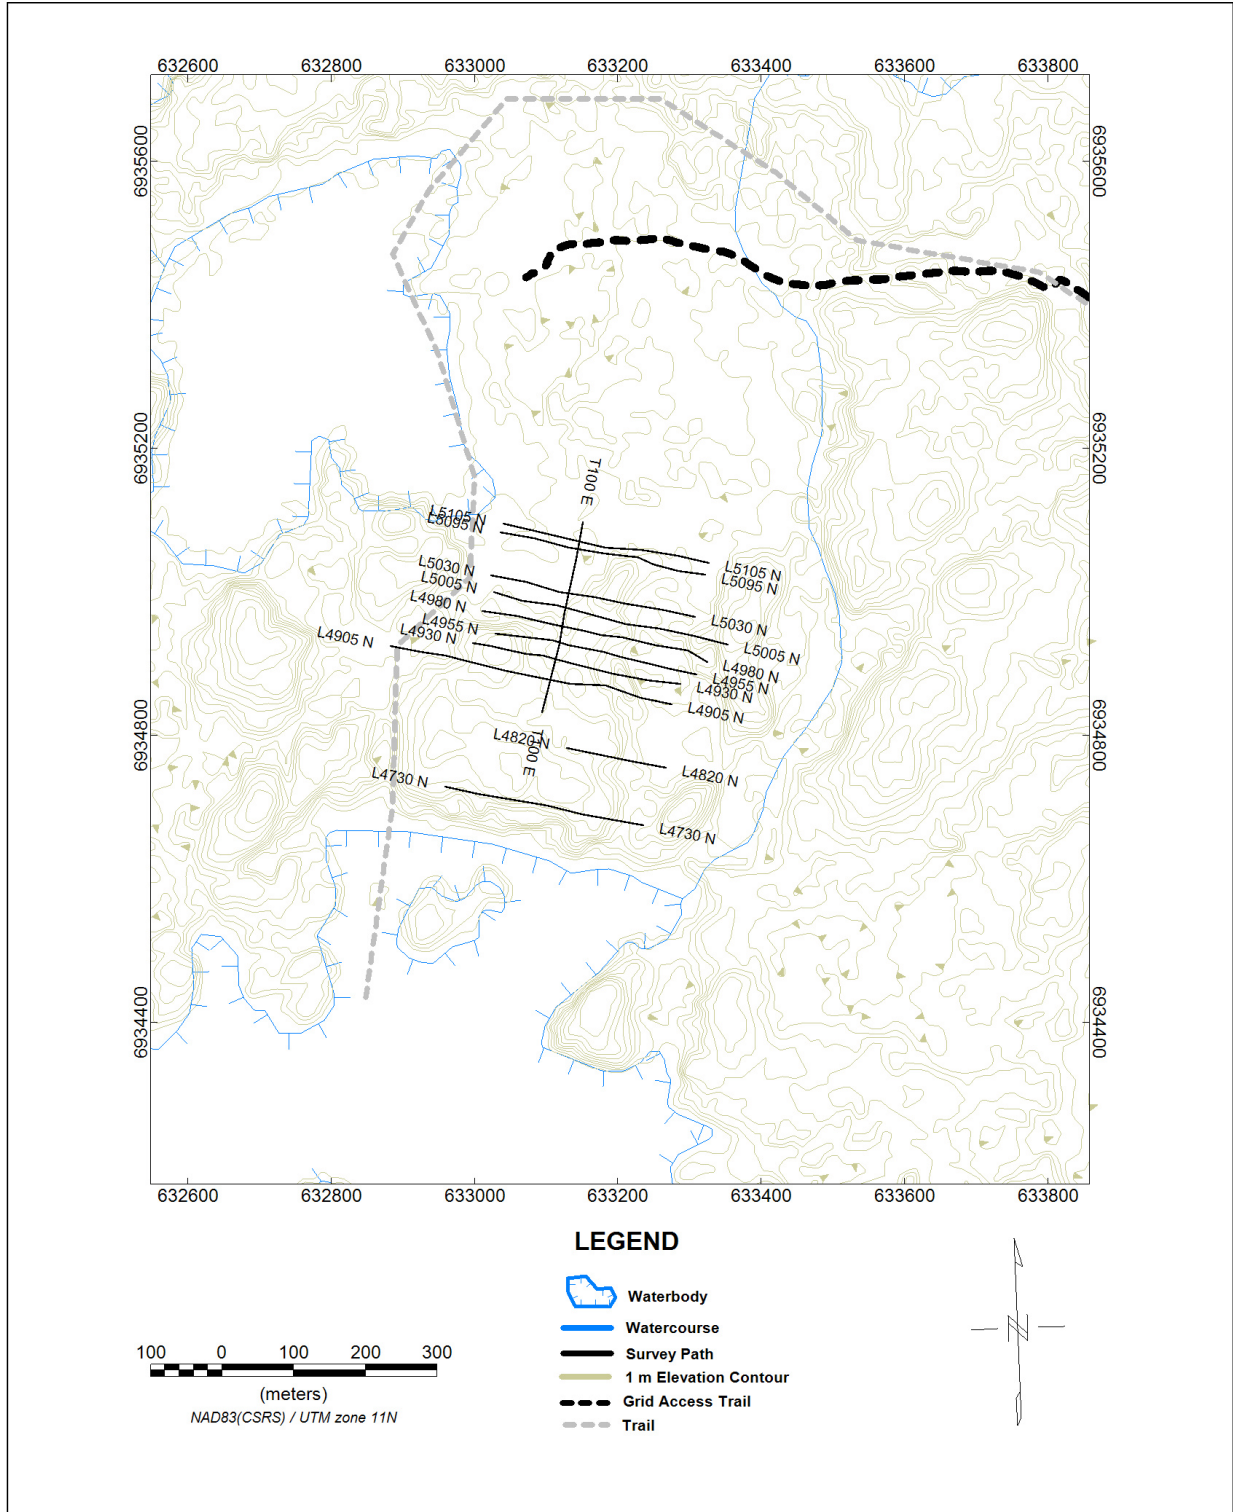 632600 632800 633000 633200 633400 633600 633800
6935600 6935600
6935200 6935200
T100 E
L5105 N
L5095 N
L5105 N
L5095 N
L5030 N
L5005 N
L4980 N
L4955 N
L4930 N
L4905 N
L5030 N
L5005 N
L4980 N
L4955 N
L4930 N
L4905 N
6934800 6934800
L4820 N
T100 E
L4820 N
L4730 N
L4730 N
6934400 6934400
632600 632800 633000 633200 633400 633600 633800
LEGEND
Waterbody
Watercourse
Survey Path
1 m Elevation Contour
Grid Access Trail
Trail
100 0 100 200 300
(meters)
NAD83(CSRS) / UTM zone 11N
N